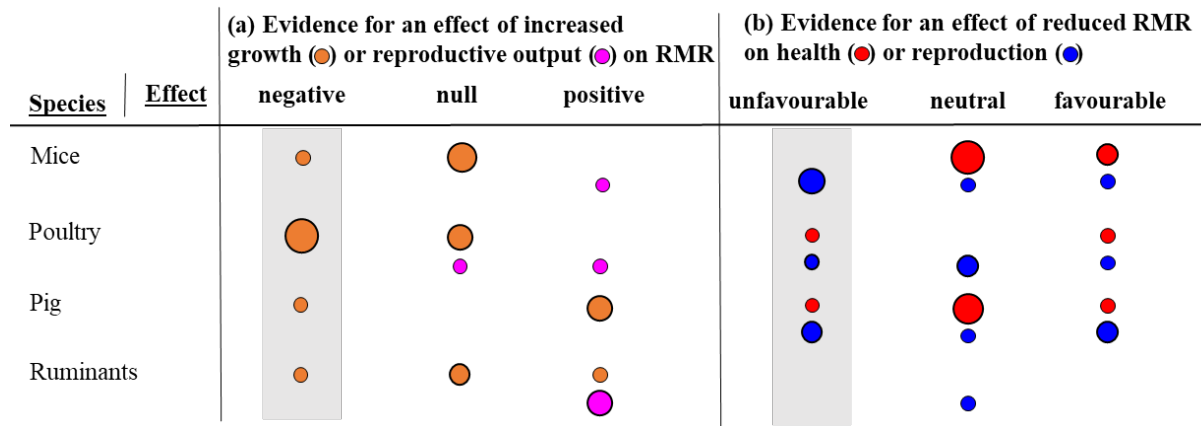 (a) Evidence for an effect of increased
growth (●) or reproductive output (●) on RMR
(b) Evidence for an effect of reduced RMR
on health (●) or reproduction (●)
Species Effect negative null positive unfavourable neutral favourable
Mice
Poultry
Pig
Ruminants